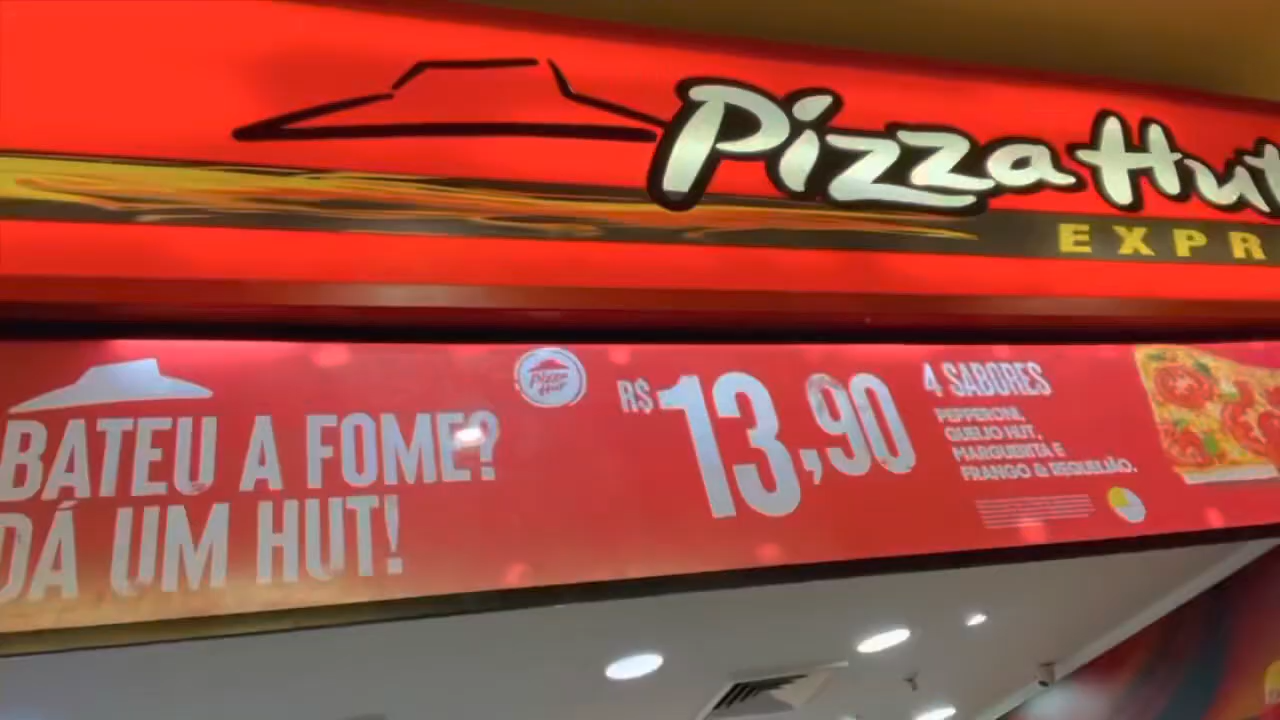 Pizza Hut
EXPR
BATEU A FOME?
DÁ UM HUT!
Pizza
Hut
R$ 13,90
4 SABORES
PEPPERONI,
QUEIJO HUT,
MARGUERITA E
FRANGO & REQUEIJÃO.